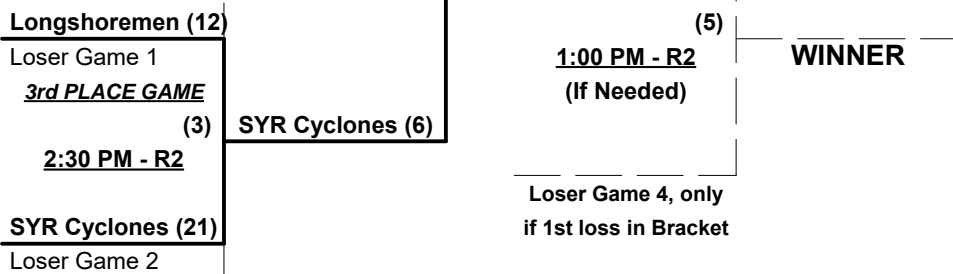 Longshoremen (12)
Loser Game 1
3rd PLACE GAME
(3)
2:30 PM - R2
SYR Cyclones (21)
Loser Game 2
SYR Cyclones (6)
(5)
1:00 PM - R2
(If Needed)
Loser Game 4, only
if 1st loss in Bracket
WINNER